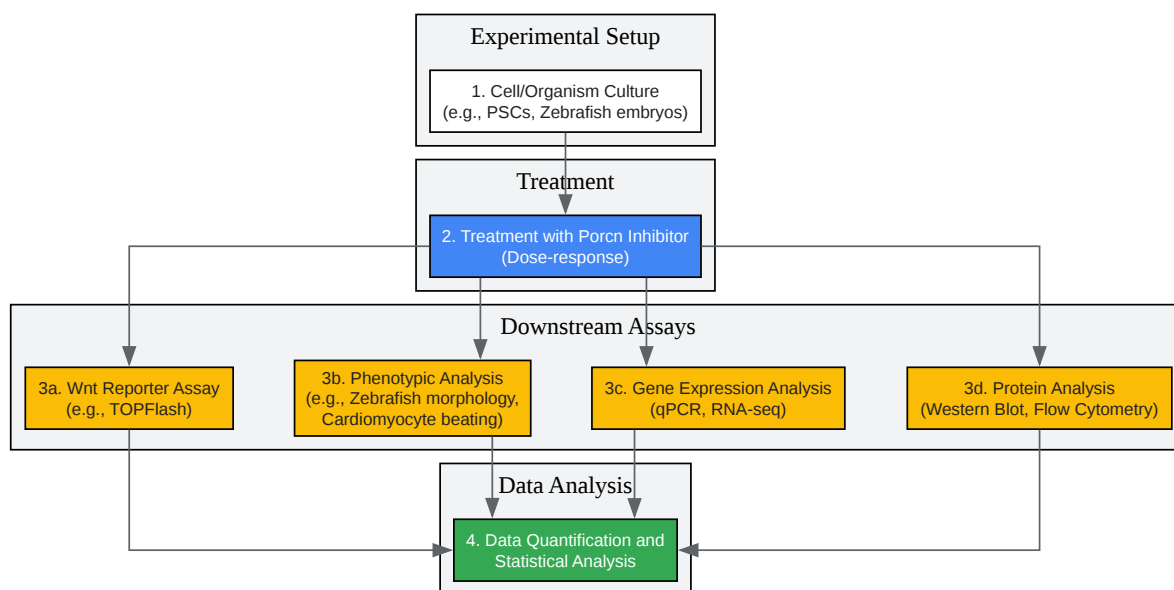 Experimental Setup
1. Cell/Organism Culture
(e.g., PSCs, Zebrafish embryos)
Treatment
2. Treatment with Porcn Inhibitor
(Dose-response)
Downstream Assays
3a. Wnt Reporter Assay
(e.g., TOPFlash)
3b. Phenotypic Analysis
(e.g., Zebrafish morphology,
Cardiomyocyte beating)
3c. Gene Expression Analysis
(qPCR, RNA-seq)
3d. Protein Analysis
(Western Blot, Flow Cytometry)
Data Analysis
4. Data Quantification and
Statistical Analysis